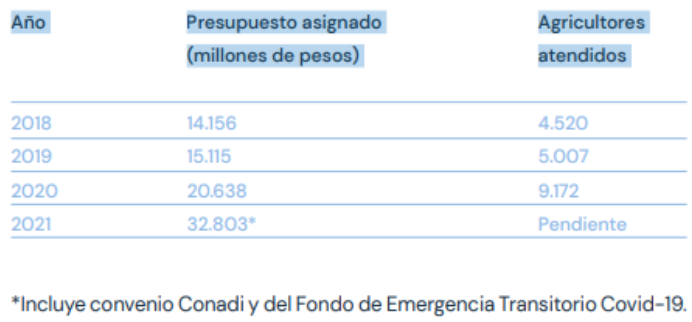 Año Presupuesto asignado Agricultores
(millones de pesos) atendidos
2018 14.156 4.520
2019 15.115 5.007
2020 20.638 9.172
2021 32.803* Pendiente
*Incluye convenio Conadi y del Fondo de Emergencia Transitorio Covid-19.